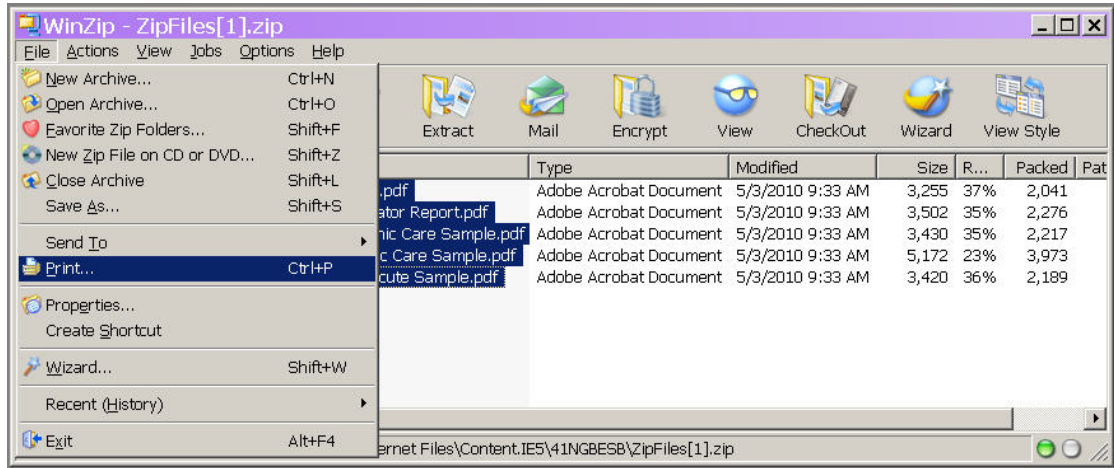 WinZip - ZipFiles[1].zip
File Actions View Jobs Options Help
New Archive... Ctrl+N
Open Archive... Ctrl+O
Favorite Zip Folders... Shift+F
New Zip File on CD or DVD... Shift+Z
Close Archive Shift+L
Save As... Shift+S
Send To
Print... Ctrl+P
Properties...
Create Shortcut
Wizard... Shift+W
Recent (History)
Exit Alt+F4
Extract Mail Encrypt View CheckOut Wizard View Style
Type Modified Size R... Packed Pat
.pdf Adobe Acrobat Document 5/3/2010 9:33 AM 3,255 37% 2,041
ator Report.pdf Adobe Acrobat Document 5/3/2010 9:33 AM 3,502 35% 2,276
nic Care Sample.pdf Adobe Acrobat Document 5/3/2010 9:33 AM 3,430 35% 2,217
c Care Sample.pdf Adobe Acrobat Document 5/3/2010 9:33 AM 5,172 23% 3,973
cute Sample.pdf Adobe Acrobat Document 5/3/2010 9:33 AM 3,420 36% 2,189
ernet Files\Content.IE5\41NGBESB\ZipFiles[1].zip